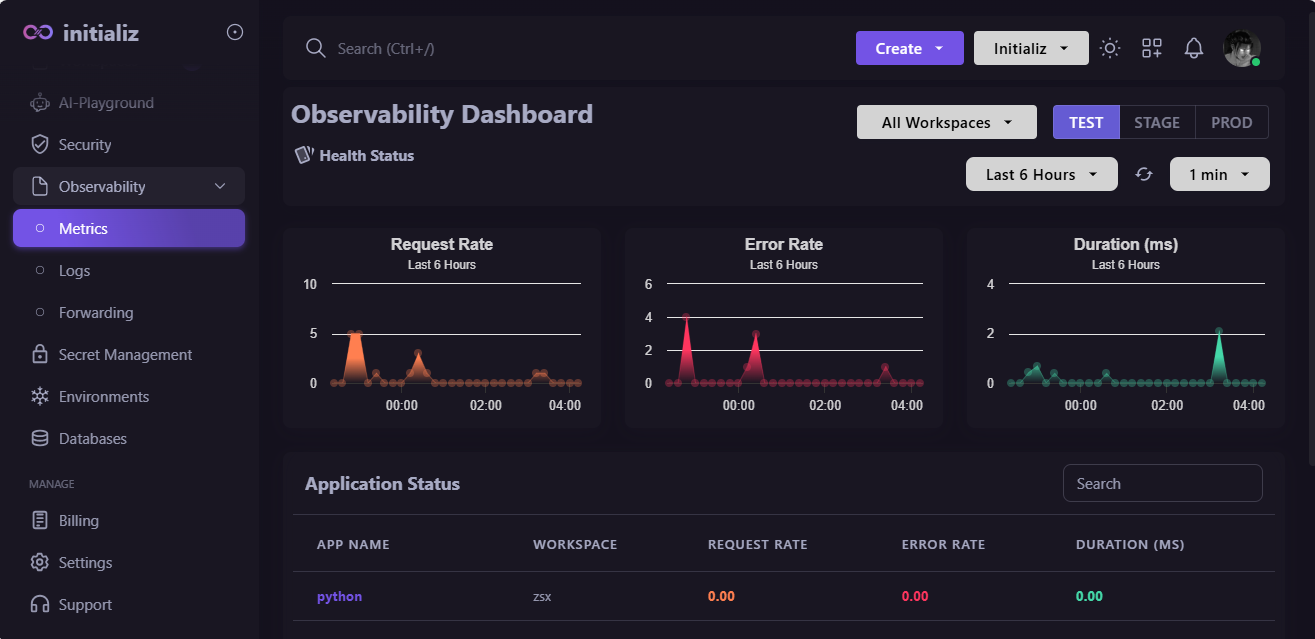 initializ
AI-Playground
Security
Observability
Metrics
Logs
Forwarding
Secret Management
Environments
Databases
MANAGE
Billing
Settings
Support
Search (Ctrl+/)
Create
Initializ
Observability Dashboard
All Workspaces
TEST
STAGE
PROD
Health Status
Last 6 Hours
1 min
Request Rate
Last 6 Hours
10
5
0
00:00 02:00 04:00
Error Rate
Last 6 Hours
6
4
2
0
00:00 02:00 04:00
Duration (ms)
Last 6 Hours
4
2
0
00:00 02:00 04:00
Application Status
Search
APP NAME WORKSPACE REQUEST RATE ERROR RATE DURATION (MS)
python zsx 0.00 0.00 0.00